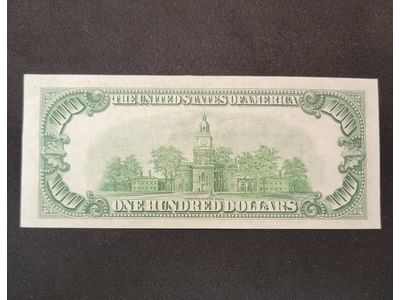 THE UNITED STATES OF AMERICA
100 100
100 100
ONE HUNDRED DOLLARS